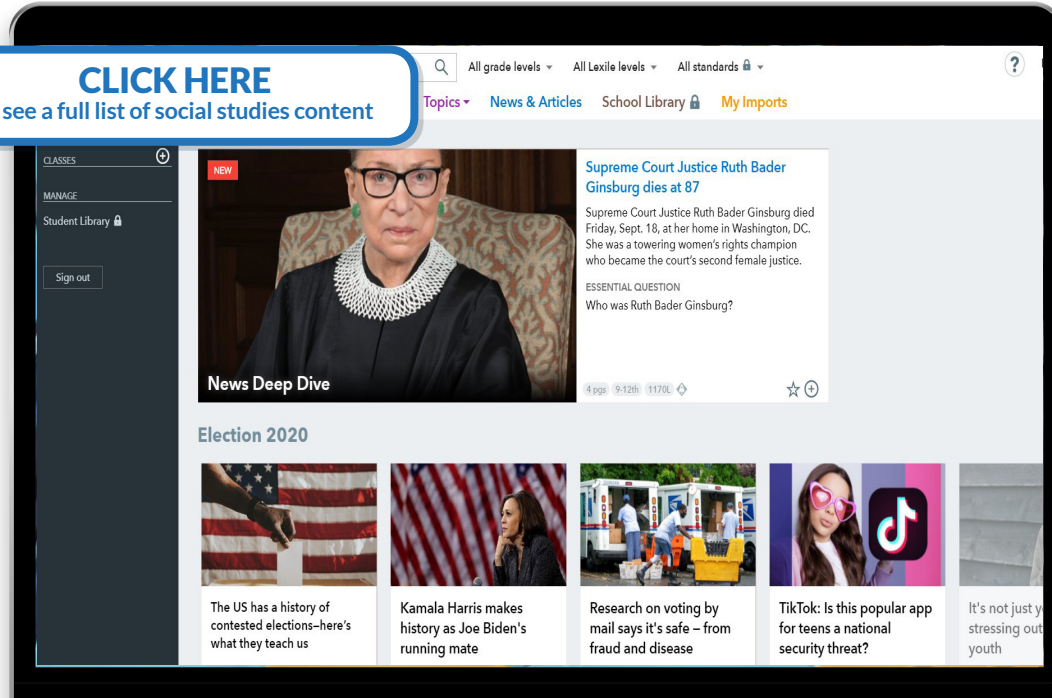 CLICK HERE
see a full list of social studies content
All grade levels
All Lexile levels
All standards
?
Topics
News & Articles
School Library
My Imports
CLASSES
MANAGE
Student Library
Sign out
NEW
News Deep Dive
Supreme Court Justice Ruth Bader
Ginsburg dies at 87
Supreme Court Justice Ruth Bader Ginsburg died
Friday, Sept. 18, at her home in Washington, DC.
She was a towering women's rights champion
who became the court's second female justice.
ESSENTIAL QUESTION
Who was Ruth Bader Ginsburg?
4 pgs 9-12th 1170L
Election 2020
The US has a history of
contested elections—here's
what they teach us
Kamala Harris makes
history as Joe Biden's
running mate
Research on voting by
mail says it's safe – from
fraud and disease
TikTok: Is this popular app
for teens a national
security threat?
It's not just
stressing out
youth